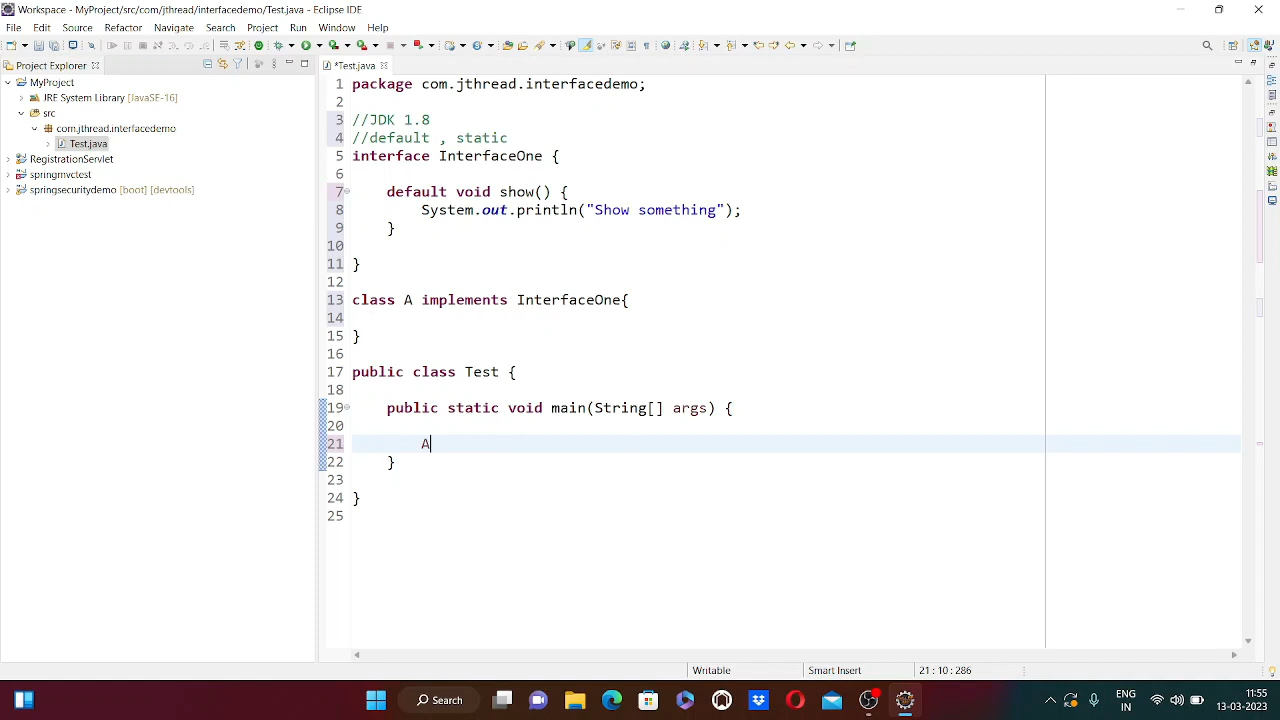 Workspace - MyProject/src/com/jthread/interfacedemo/Test.java - Eclipse IDE
File Edit Source Refactor Navigate Search Project Run Window Help
Project Explorer
*Test.java
MyProject
JRE System Library [JavaSE-16]
src
com.jthread.interfacedemo
Test.java
RegistrationServlet
springmvctest
springsecuritydemo [boot] [devtools]
1 package com.jthread.interfacedemo;
2
3 //JDK 1.8
4 //default , static
5 interface InterfaceOne {
6
7 default void show() {
8 System.out.println("Show something");
9 }
10
11 }
12
13 class A implements InterfaceOne{
14
15 }
16
17 public class Test {
18
19 public static void main(String[] args) {
20
21 A
22 }
23
24 }
25
Writable Smart Insert 21 : 10 : 286
Search
ENG
IN
11:55
13-03-2023